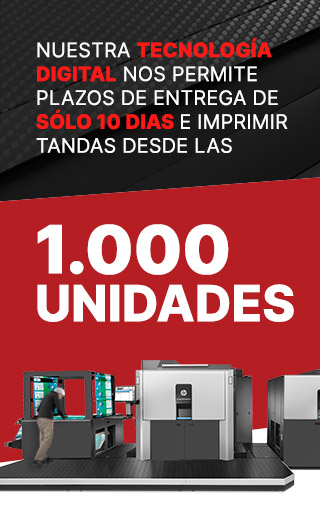 NUESTRA TECNOLOGÍA
DIGITAL NOS PERMITE
PLAZOS DE ENTREGA DE
SÓLO 10 DIAS E IMPRIMIR
TANDAS DESDE LAS
1.000
UNIDADES
hp